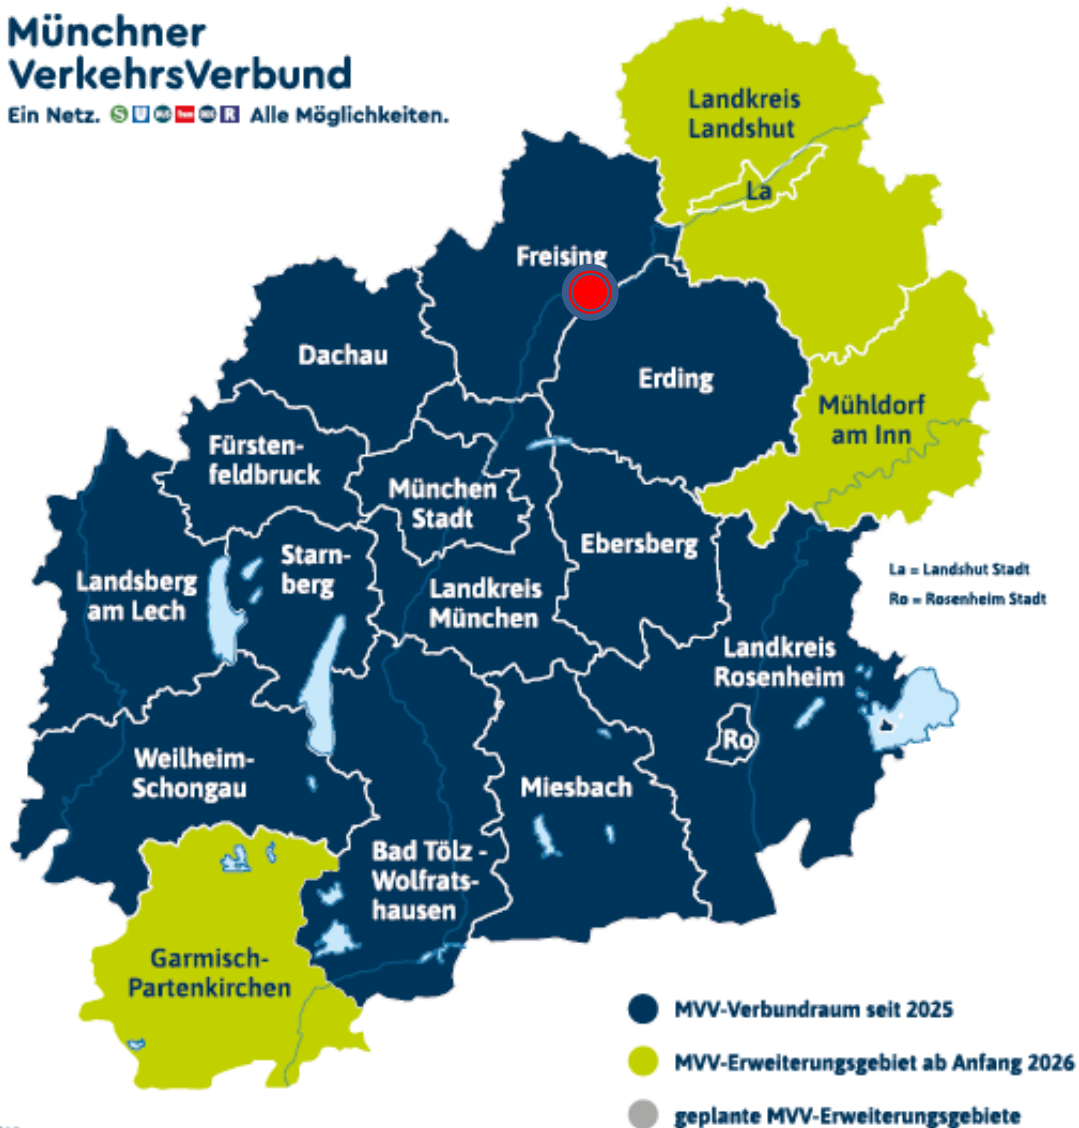 Münchner
VerkehrsVerbund
Ein Netz. S U BUS Tram BUS R Alle Möglichkeiten.
Landkreis
Landshut
La
Freising
Dachau
Erding
Mühldorf
am Inn
Fürsten-
feldbruck
München
Stadt
Ebersberg
Starn-
berg
La = Landshut Stadt
Landsberg
am Lech
Landkreis
München
Ro = Rosenheim Stadt
Landkreis
Rosenheim
Ro
Weilheim-
Schongau
Miesbach
Bad Tölz -
Wolfrats-
hausen
Garmisch-
Partenkirchen
MVV-Verbundraum seit 2025
MVV-Erweiterungsgebiet ab Anfang 2026
geplante MVV-Erweiterungsgebiete